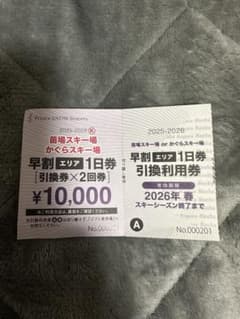 Prince SNOW Resorts
2025-2026
苗場スキー場
かぐらスキー場
早割 エリア 1日券
[引換券×2回券]
¥10,000
No.000201
2025-2026
苗場スキー場 or かぐらスキー場
早割 エリア 1日券
引換利用券
有効期間
2026年 春
スキーシーズン終了まで
A
No.000201